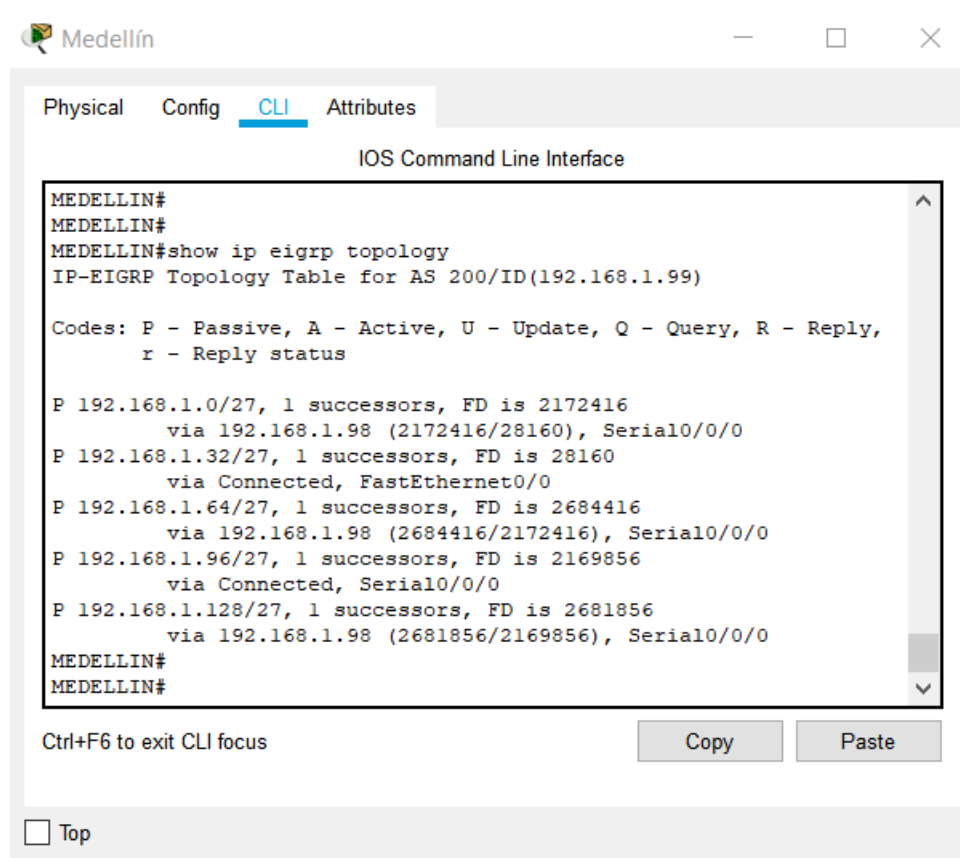 Medellín
Physical Config CLI Attributes
IOS Command Line Interface
MEDELLIN#
MEDELLIN#
MEDELLIN#show ip eigrp topology
IP-EIGRP Topology Table for AS 200/ID(192.168.1.99)

Codes: P - Passive, A - Active, U - Update, Q - Query, R - Reply,
       r - Reply status

P 192.168.1.0/27, 1 successors, FD is 2172416
         via 192.168.1.98 (2172416/28160), Serial0/0/0
P 192.168.1.32/27, 1 successors, FD is 28160
         via Connected, FastEthernet0/0
P 192.168.1.64/27, 1 successors, FD is 2684416
         via 192.168.1.98 (2684416/2172416), Serial0/0/0
P 192.168.1.96/27, 1 successors, FD is 2169856
         via Connected, Serial0/0/0
P 192.168.1.128/27, 1 successors, FD is 2681856
         via 192.168.1.98 (2681856/2169856), Serial0/0/0
MEDELLIN#
MEDELLIN#
Ctrl+F6 to exit CLI focus Copy Paste
Top